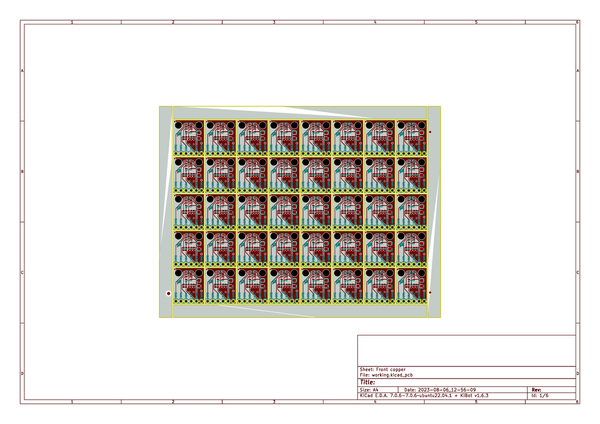 1 2 3 4 5 6
A A
B B
C C
D D
Sheet: Front copper
File: working.kicad_pcb
Title:
Size: A4 Date: 2023-08-06_12-56-09 Rev:
KiCad E.D.A. 7.0.6-7.0.6~ubuntu22.04.1 + KiBot v1.6.3 Id: 1/6
1 2 3 4 5 6